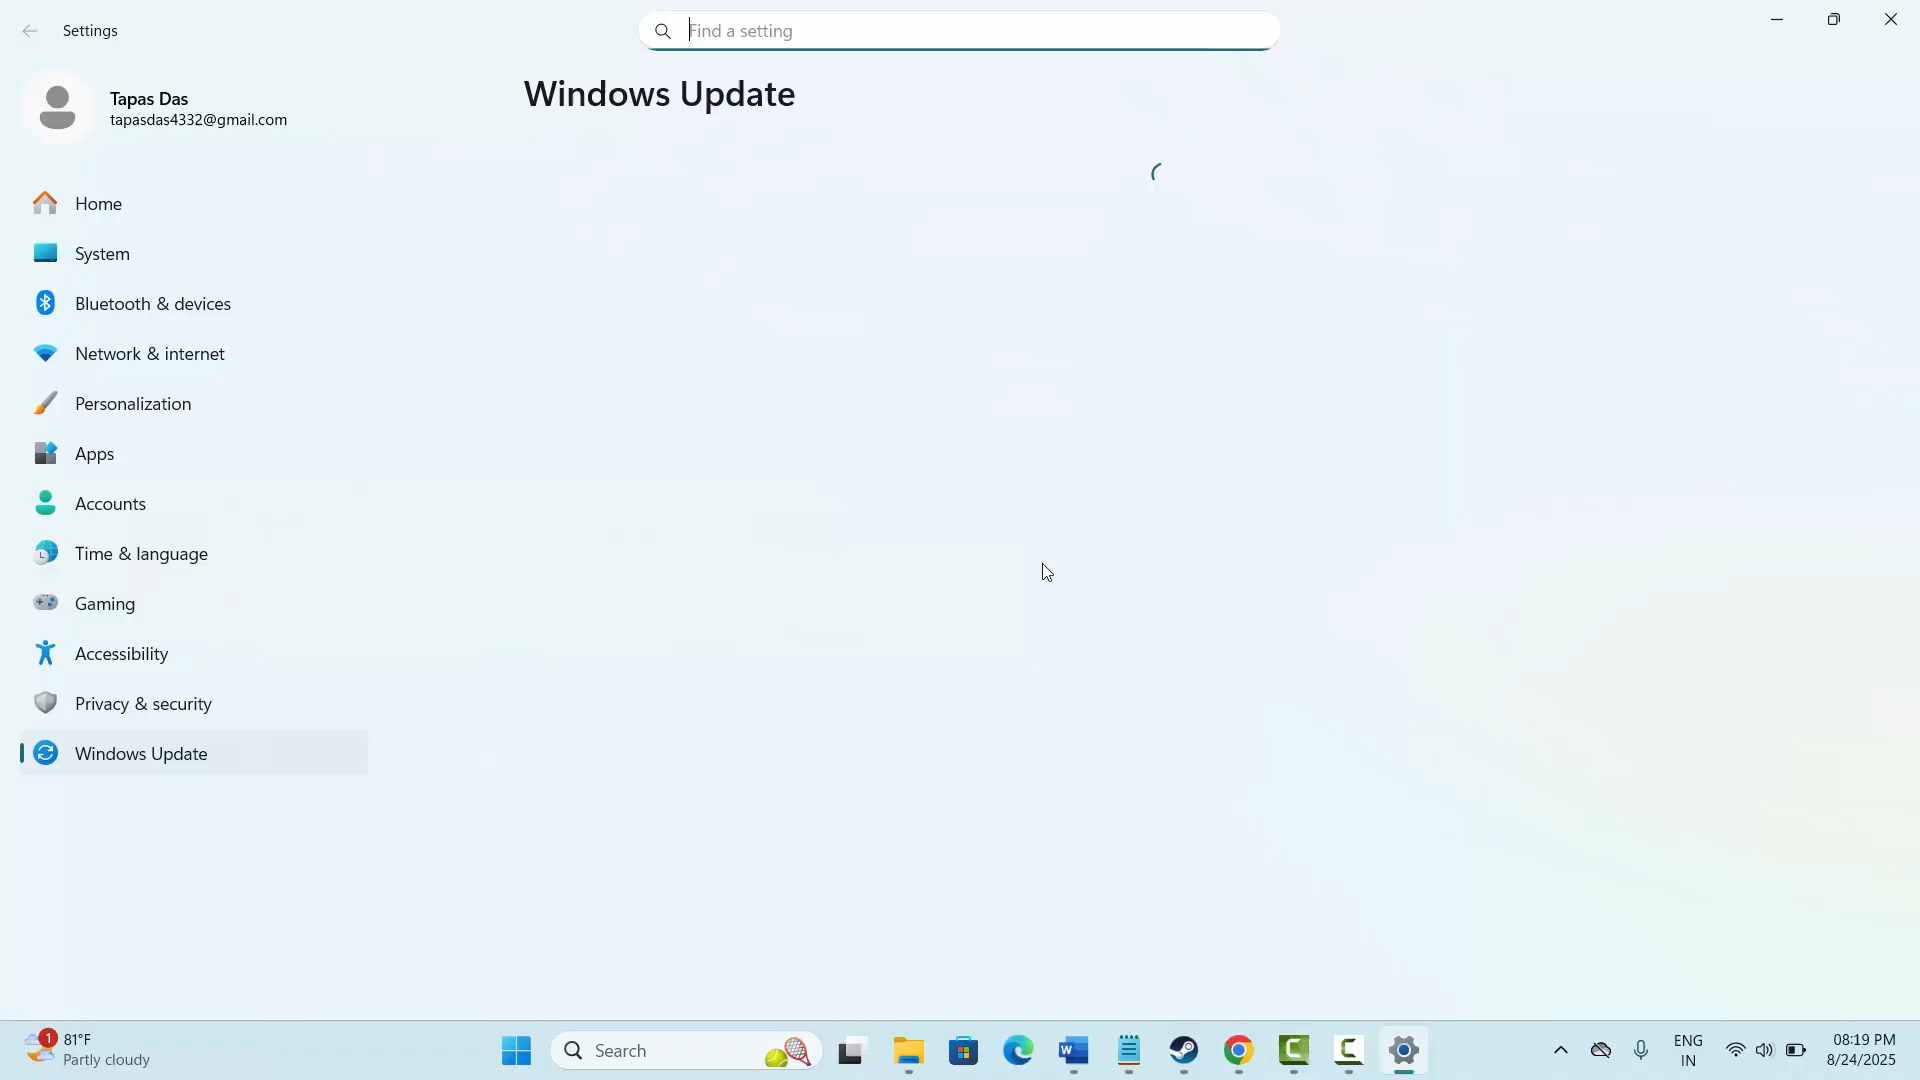 Settings
Find a setting
Tapas Das
tapasdas4332@gmail.com
Windows Update
Home
System
Bluetooth & devices
Network & internet
Personalization
Apps
Accounts
Time & language
Gaming
Accessibility
Privacy & security
Windows Update
1
81°F
Partly cloudy
Search
ENG
IN
08:19 PM
8/24/2025